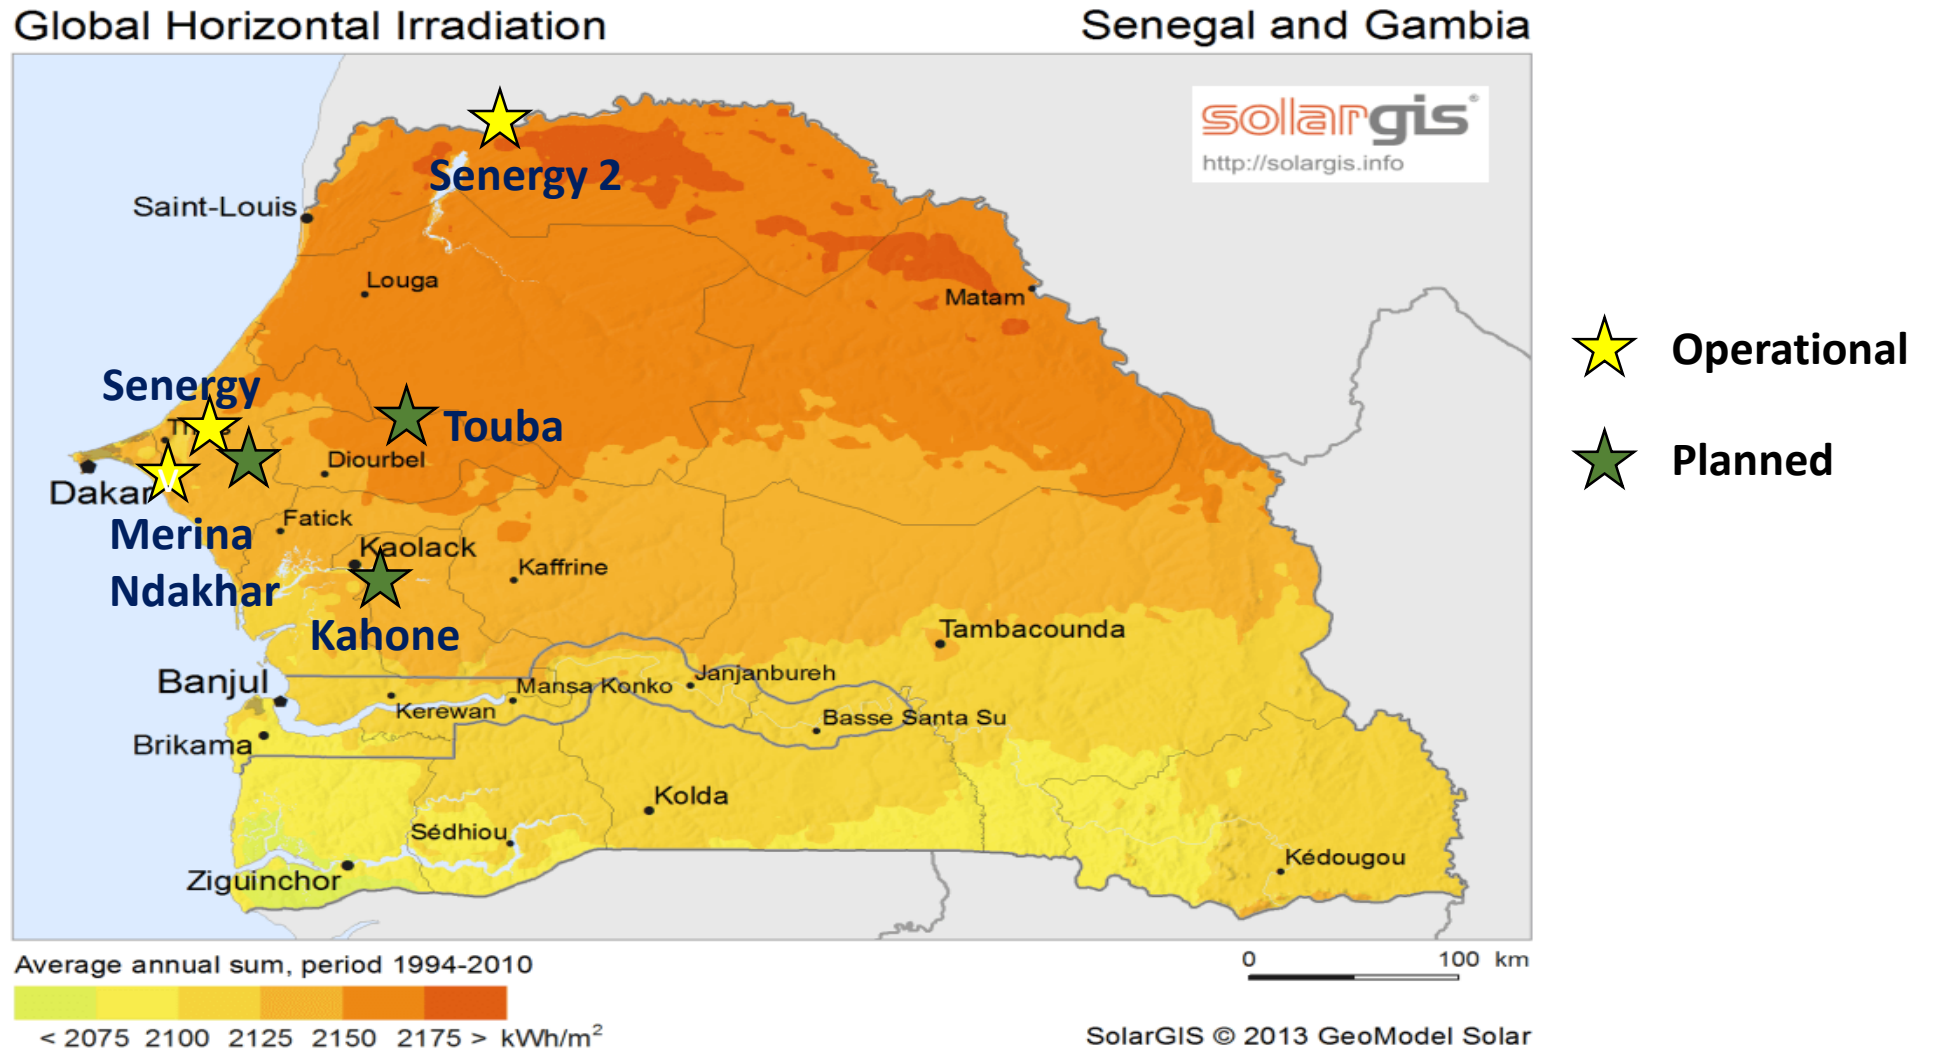 Global Horizontal Irradiation
Senegal and Gambia
solargis
http://solargis.info
Senergy 2
Saint-Louis
Louga
Matam
Senergy
Touba
Diourbel
Dakar
V
Merina
Ndakhar
Fatick
Kaolack
Kaffrine
Kahone
Tambacounda
Banjul
Mansa Konko
Janjanbureh
Kerewan
Basse Santa Su
Brikama
Kolda
Sédhiou
Ziguinchor
Kédougou
Operational
Planned
Average annual sum, period 1994-2010
< 2075 2100 2125 2150 2175 > kWh/m²
0 100 km
SolarGIS © 2013 GeoModel Solar